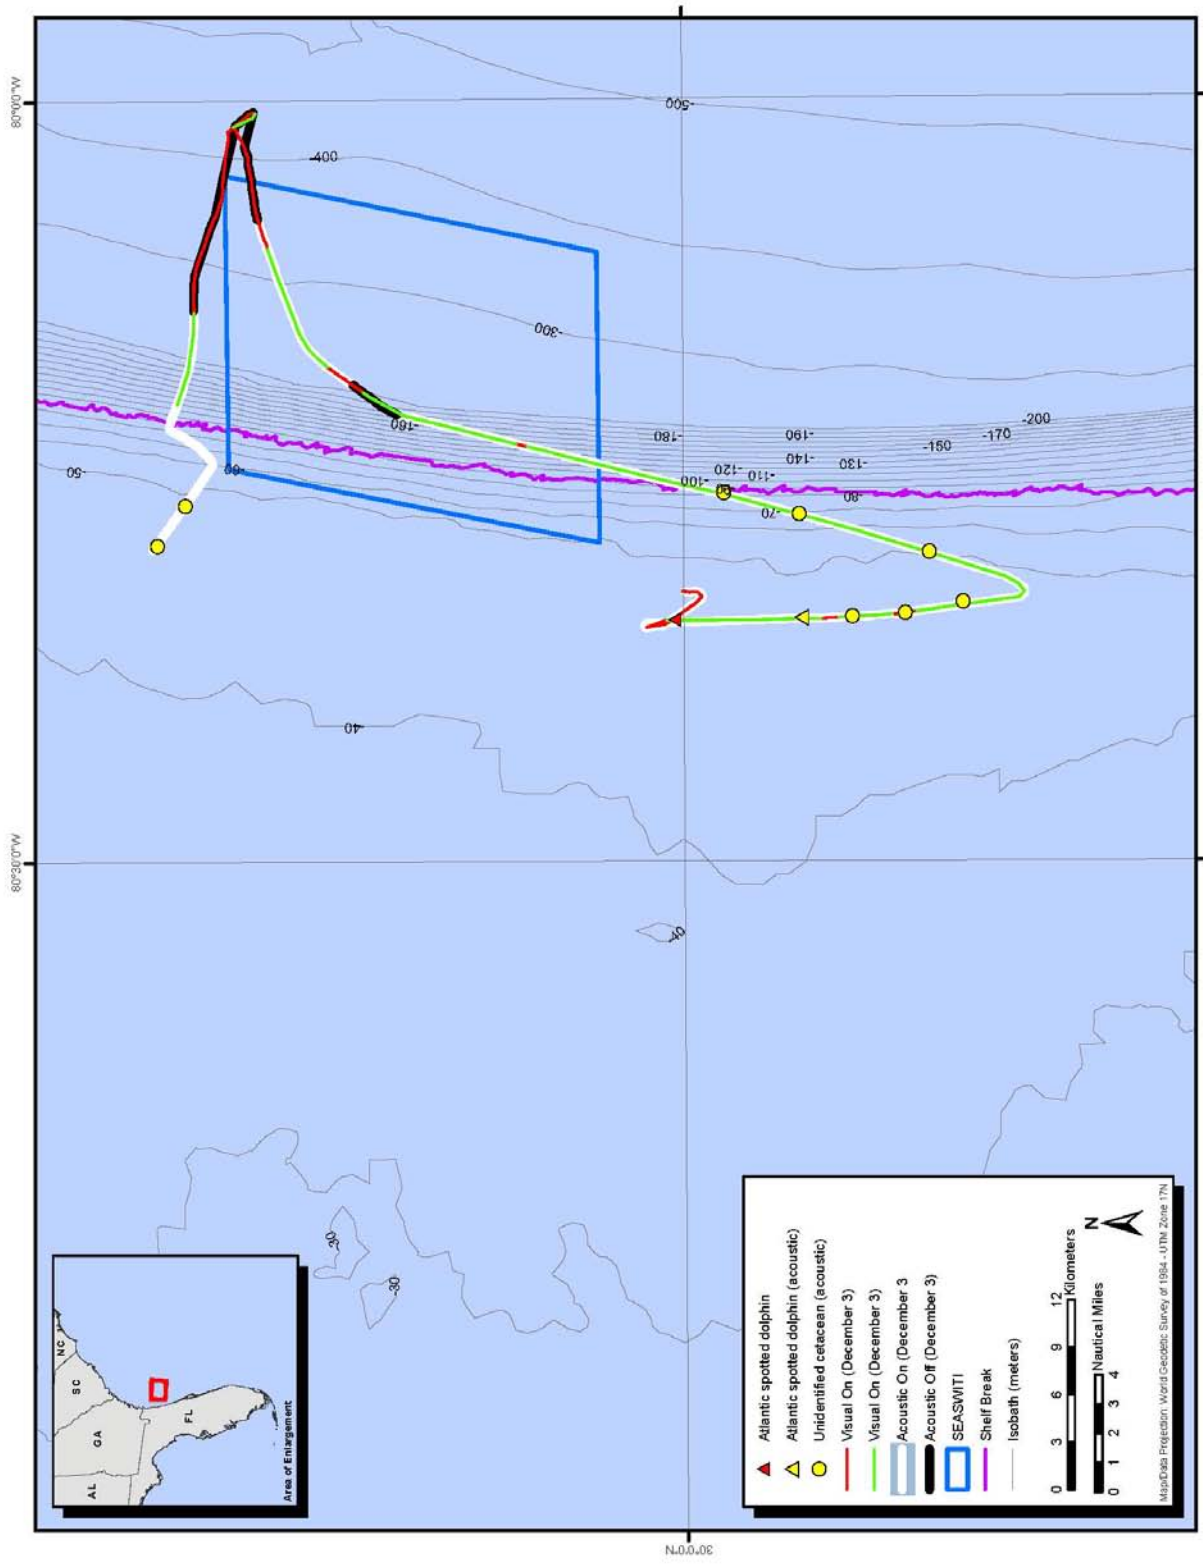 80°0'0"W
80°30'0"W
30°0'0"N
-500
-400
-300
-200
-170
-150
-190
-140
-130
-180
-120
-110
-100
-80
-70
-160
-60
-50
-40
-40
-30
-30
NC
SC
GA
AL
FL
Area of Enlargement
Atlantic spotted dolphin
Atlantic spotted dolphin (acoustic)
Unidentified cetacean (acoustic)
Visual On (December 3)
Visual On (December 3)
Acoustic On (December 3
Acoustic Off (December 3)
SEASWITI
Shelf Break
Isobath (meters)
0 3 6 9 12
Kilometers
Nautical Miles
0 1 2 3 4
N
Map/Data Projection: World Geodetic Survey of 1984 - UTM Zone 17N